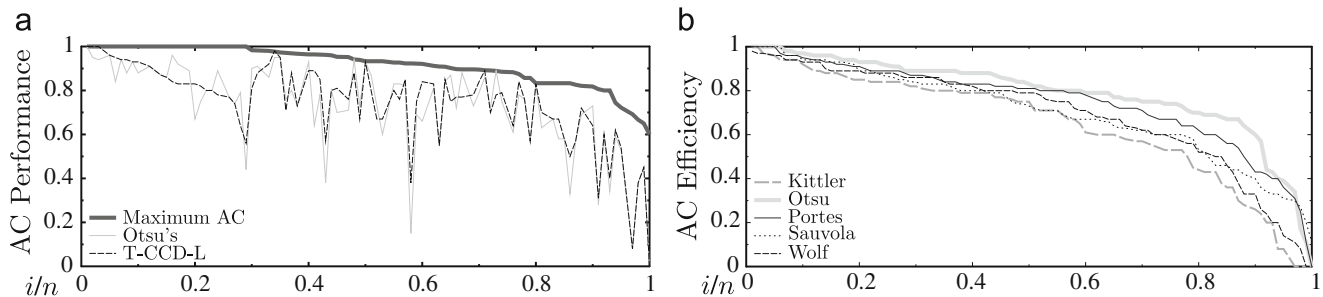 a
AC Performance
1
0.8
0.6
0.4
0.2
0
Maximum AC
Otsu's
T-CCD-L
i/n
0
0.2
0.4
0.6
0.8
1
b
AC Efficiency
1
0.8
0.6
0.4
0.2
0
Kittler
Otsu
Portes
Sauvola
Wolf
i/n
0
0.2
0.4
0.6
0.8
1